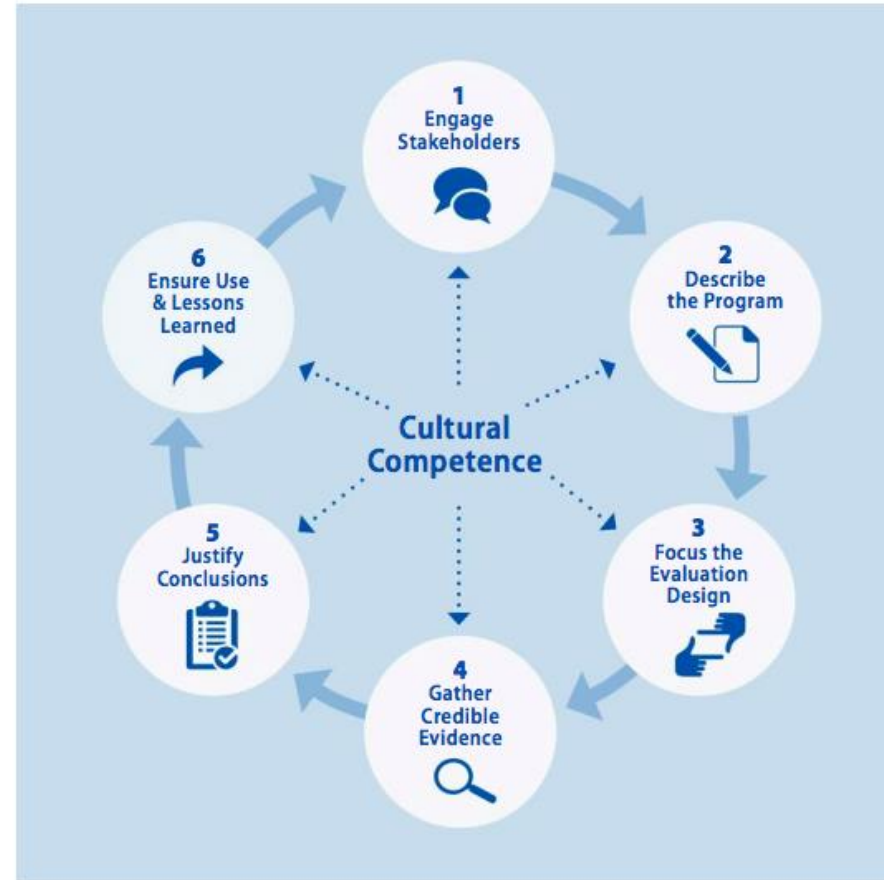 1
Engage
Stakeholders
2
Describe
the Program
3
Focus the
Evaluation
Design
4
Gather
Credible
Evidence
5
Justify
Conclusions
6
Ensure Use
& Lessons
Learned
Cultural
Competence